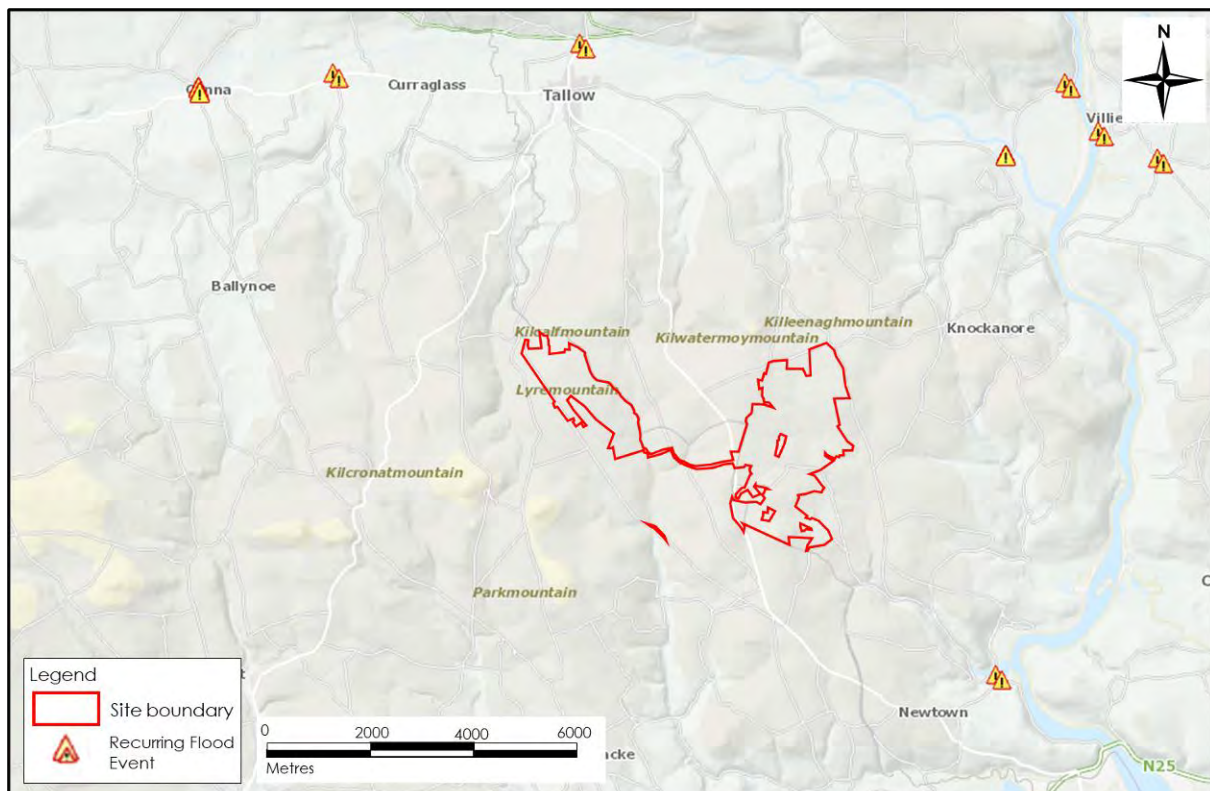 N
Curraglass
Tallow
Ballynoe
Kilcalfmountain
Killeenaghmountain
Kilwatermoymountain
Knockanore
Lyremountain
Kilcronatmountain
Parkmountain
Newtown
N25
Legend
Site boundary
Recurring Flood
Event
0 2000 4000 6000
Metres